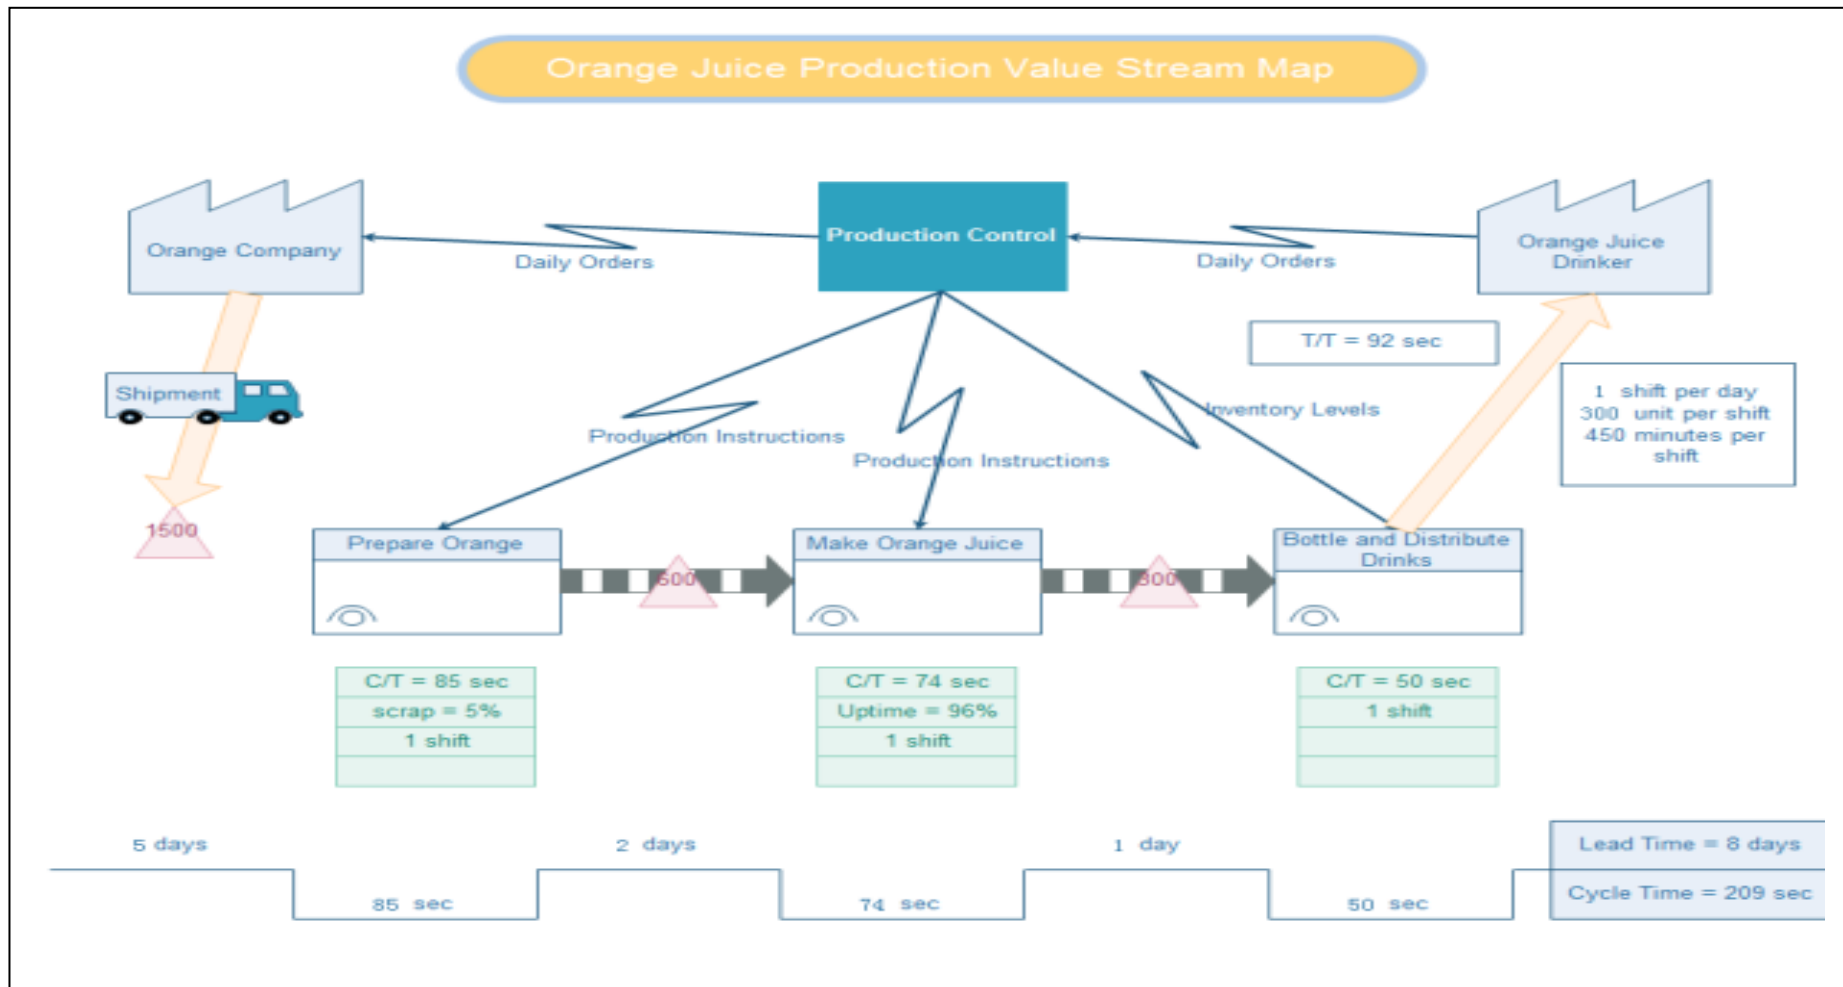 Orange Juice Production Value Stream Map
Orange Company
Daily Orders
Production Control
Daily Orders
Orange Juice
Drinker
T/T = 92 sec
1 shift per day
300 unit per shift
450 minutes per
shift
Shipment
1500
Production Instructions
Production Instructions
Inventory Levels
Prepare Orange
600
Make Orange Juice
300
Bottle and Distribute
Drinks
C/T = 85 sec
scrap = 5%
1 shift
C/T = 74 sec
Uptime = 96%
1 shift
C/T = 50 sec
1 shift
5 days
85 sec
2 days
74 sec
1 day
50 sec
Lead Time = 8 days
Cycle Time = 209 sec